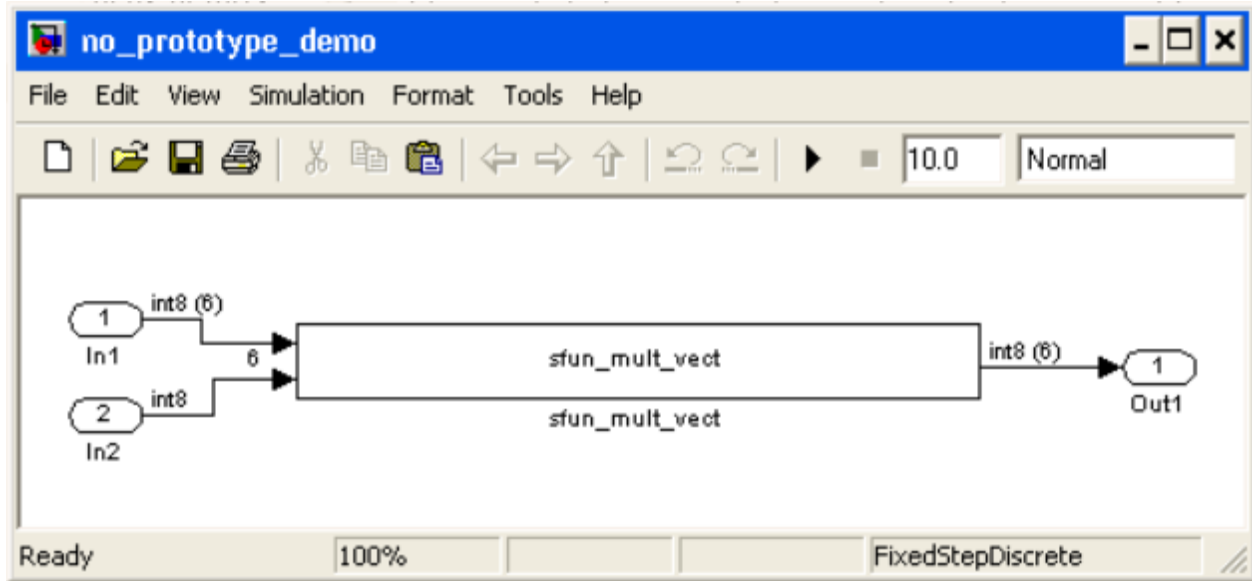 no_prototype_demo
File Edit View Simulation Format Tools Help
10.0 Normal
int8 (6)
1
In1
6
sfun_mult_vect
int8 (6)
1
Out1
int8
2
In2
sfun_mult_vect
Ready 100% FixedStepDiscrete